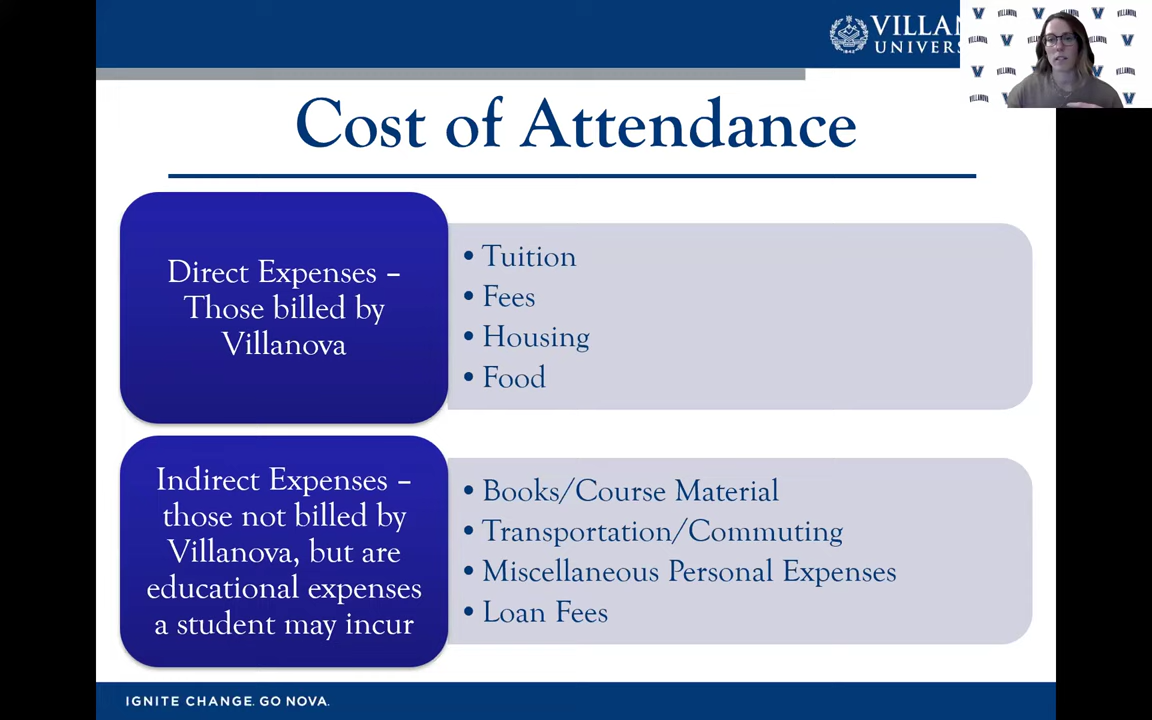 VILLAN
UNIVERS
1842
Cost of Attendance
Direct Expenses –
Those billed by
Villanova
• Tuition
• Fees
• Housing
• Food
Indirect Expenses –
those not billed by
Villanova, but are
educational expenses
a student may incur
• Books/Course Material
• Transportation/Commuting
• Miscellaneous Personal Expenses
• Loan Fees
IGNITE CHANGE. GO NOVA.